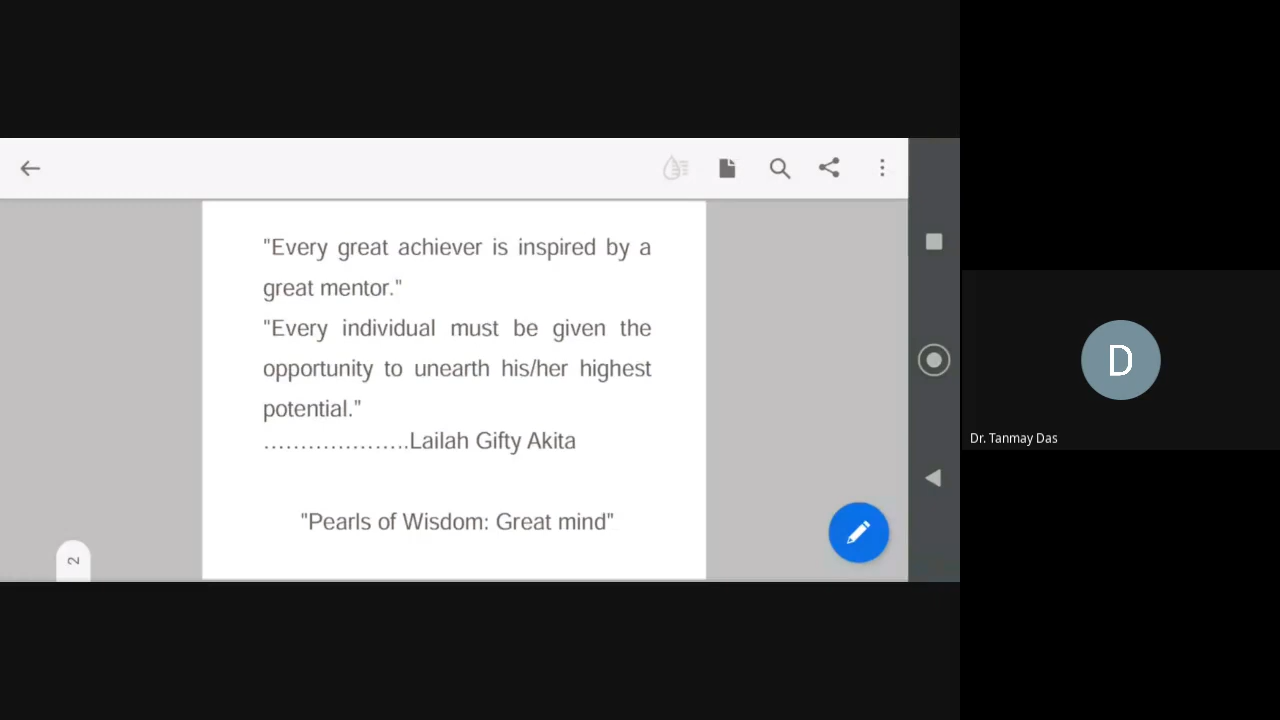 "Every great achiever is inspired by a
great mentor."
"Every individual must be given the
opportunity to unearth his/her highest
potential."
………………..Lailah Gifty Akita
"Pearls of Wisdom: Great mind"
2
D
Dr. Tanmay Das